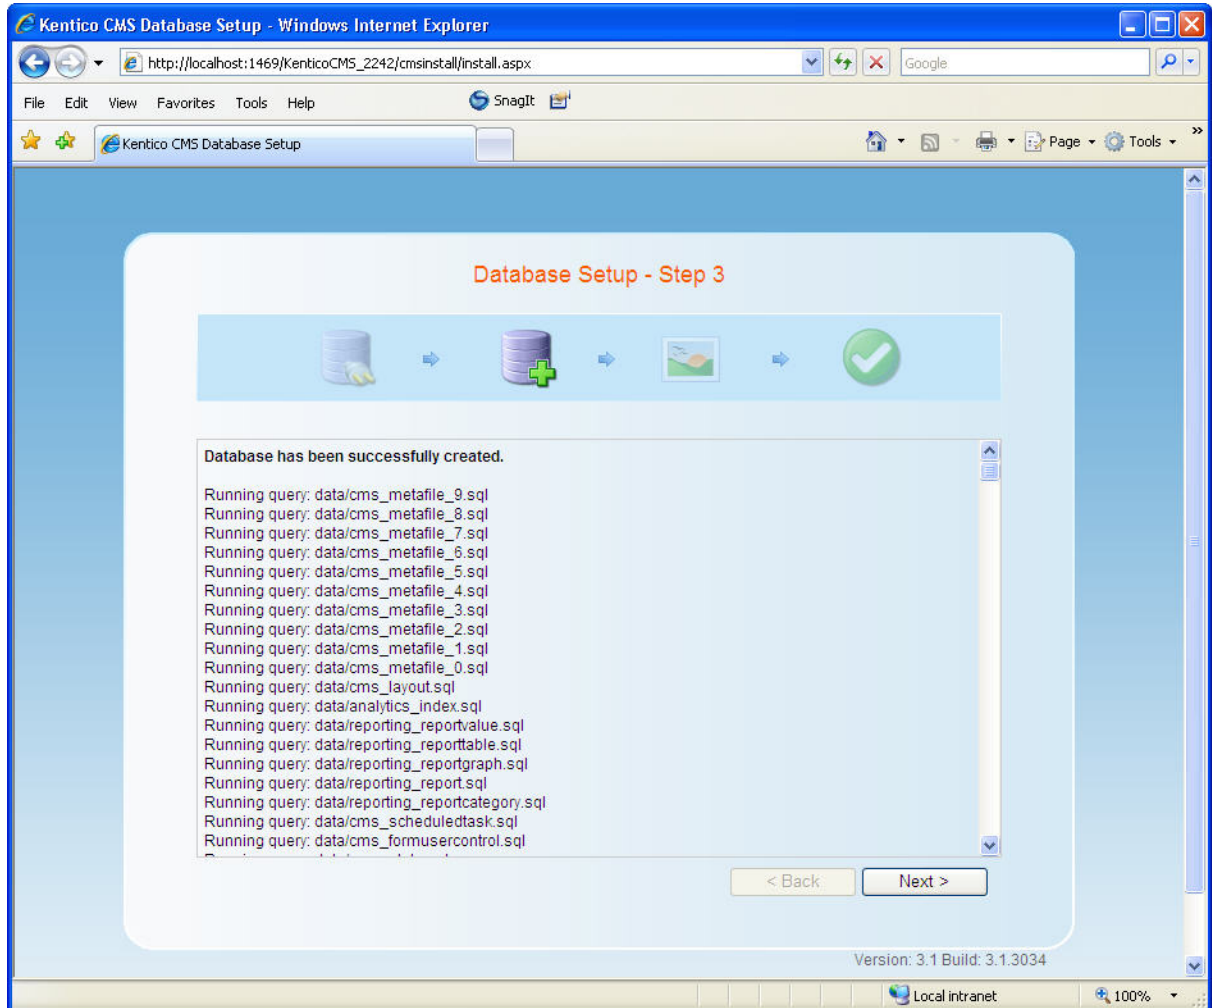 Kentico CMS Database Setup - Windows Internet Explorer
http://localhost:1469/KenticoCMS_2242/cmsinstall/install.aspx
Google
File Edit View Favorites Tools Help
SnagIt
Kentico CMS Database Setup
Page
Tools
Database Setup - Step 3
Database has been successfully created.
Running query: data/cms_metafile_9.sql
Running query: data/cms_metafile_8.sql
Running query: data/cms_metafile_7.sql
Running query: data/cms_metafile_6.sql
Running query: data/cms_metafile_5.sql
Running query: data/cms_metafile_4.sql
Running query: data/cms_metafile_3.sql
Running query: data/cms_metafile_2.sql
Running query: data/cms_metafile_1.sql
Running query: data/cms_metafile_0.sql
Running query: data/cms_layout.sql
Running query: data/analytics_index.sql
Running query: data/reporting_reportvalue.sql
Running query: data/reporting_reporttable.sql
Running query: data/reporting_reportgraph.sql
Running query: data/reporting_report.sql
Running query: data/reporting_reportcategory.sql
Running query: data/cms_scheduledtask.sql
Running query: data/cms_formusercontrol.sql
< Back
Next >
Version: 3.1 Build: 3.1.3034
Local intranet
100%